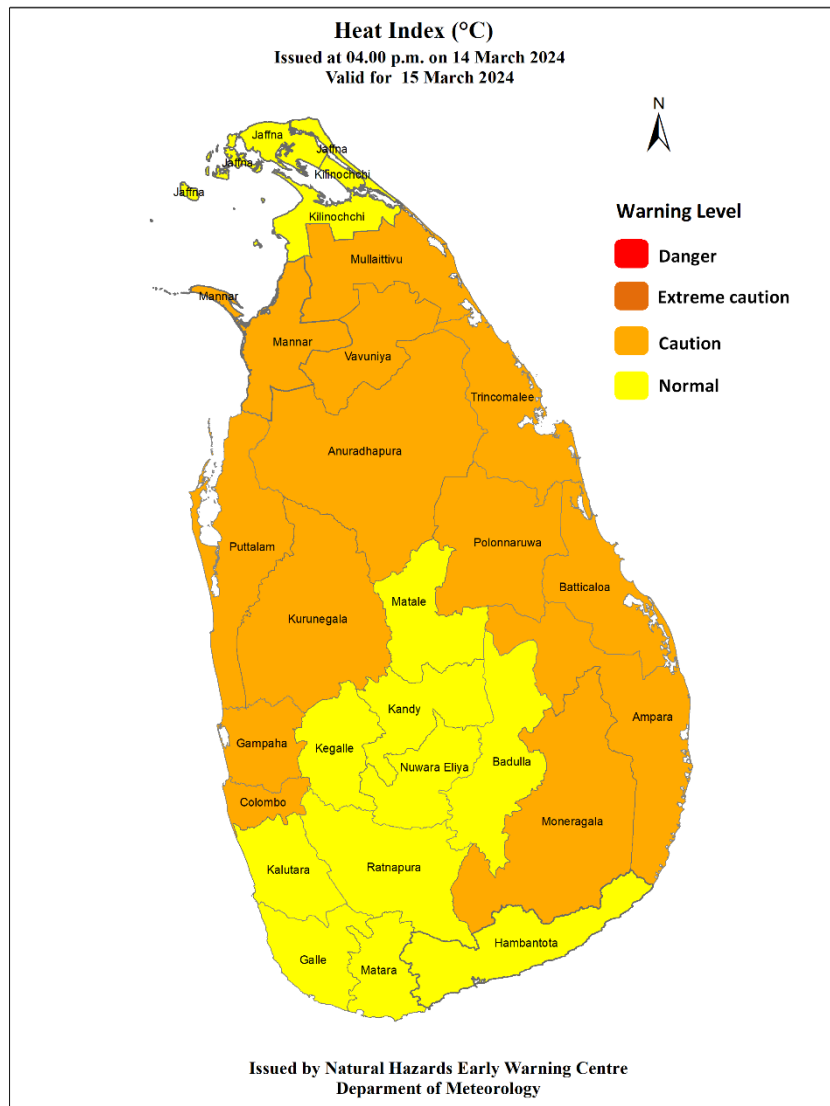 Heat Index (°C)
Issued at 04.00 p.m. on 14 March 2024
Valid for 15 March 2024
N
Jaffna
Jaffna
Jaffna
Kilinochchi
Jaffna
Kilinochchi
Warning Level
Danger
Extreme caution
Caution
Normal
Mullaittivu
Mannar
Mannar
Vavuniya
Trincomalee
Anuradhapura
Puttalam
Polonnaruwa
Batticaloa
Matale
Kurunegala
Kandy
Ampara
Gampaha
Kegalle
Nuwara Eliya
Badulla
Colombo
Moneragala
Kalutara
Ratnapura
Hambantota
Galle
Matara
Issued by Natural Hazards Early Warning Centre
Deparment of Meteorology